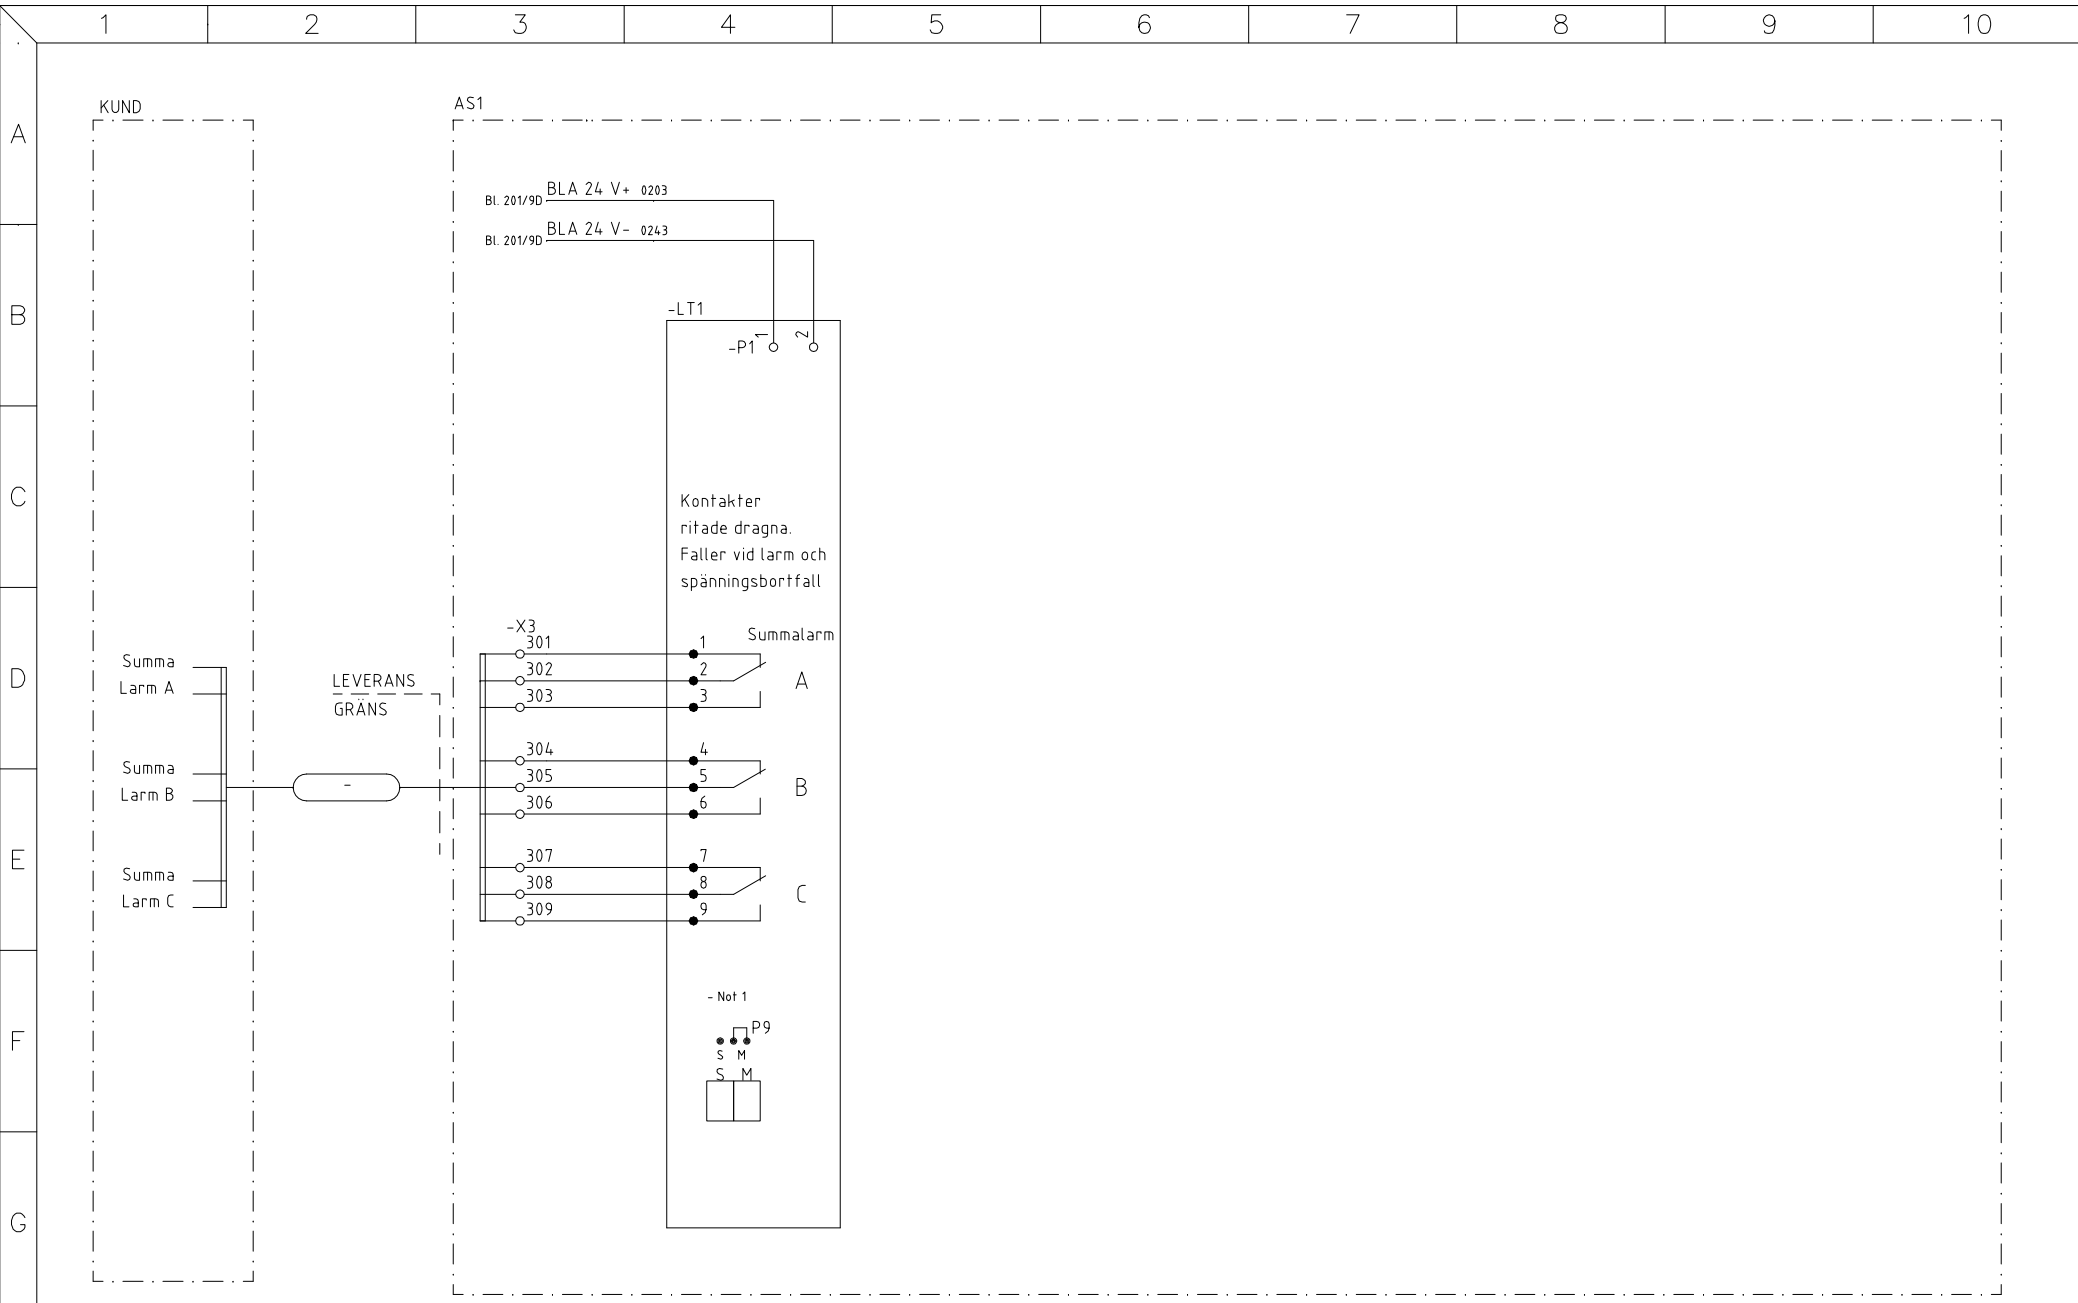 1 2 3 4 5 6 7 8 9 10
A
B
C
D
E
F
G
KUND
AS1
BLA 24 V+ 0203
Bl. 201/9D
BLA 24 V- 0243
Bl. 201/9D
-LT1
-P1 1 2
Kontakter
ritade dragna.
Faller vid larm och
spänningsbortfall
Summalarm
-X3
301 1
302 2 A
303 3
304 4
305 5 B
306 6
307 7
308 8 C
309 9
Summa
Larm A
Summa
Larm B
Summa
Larm C
LEVERANS
GRÄNS
-
- Not 1
P9
S M
S M